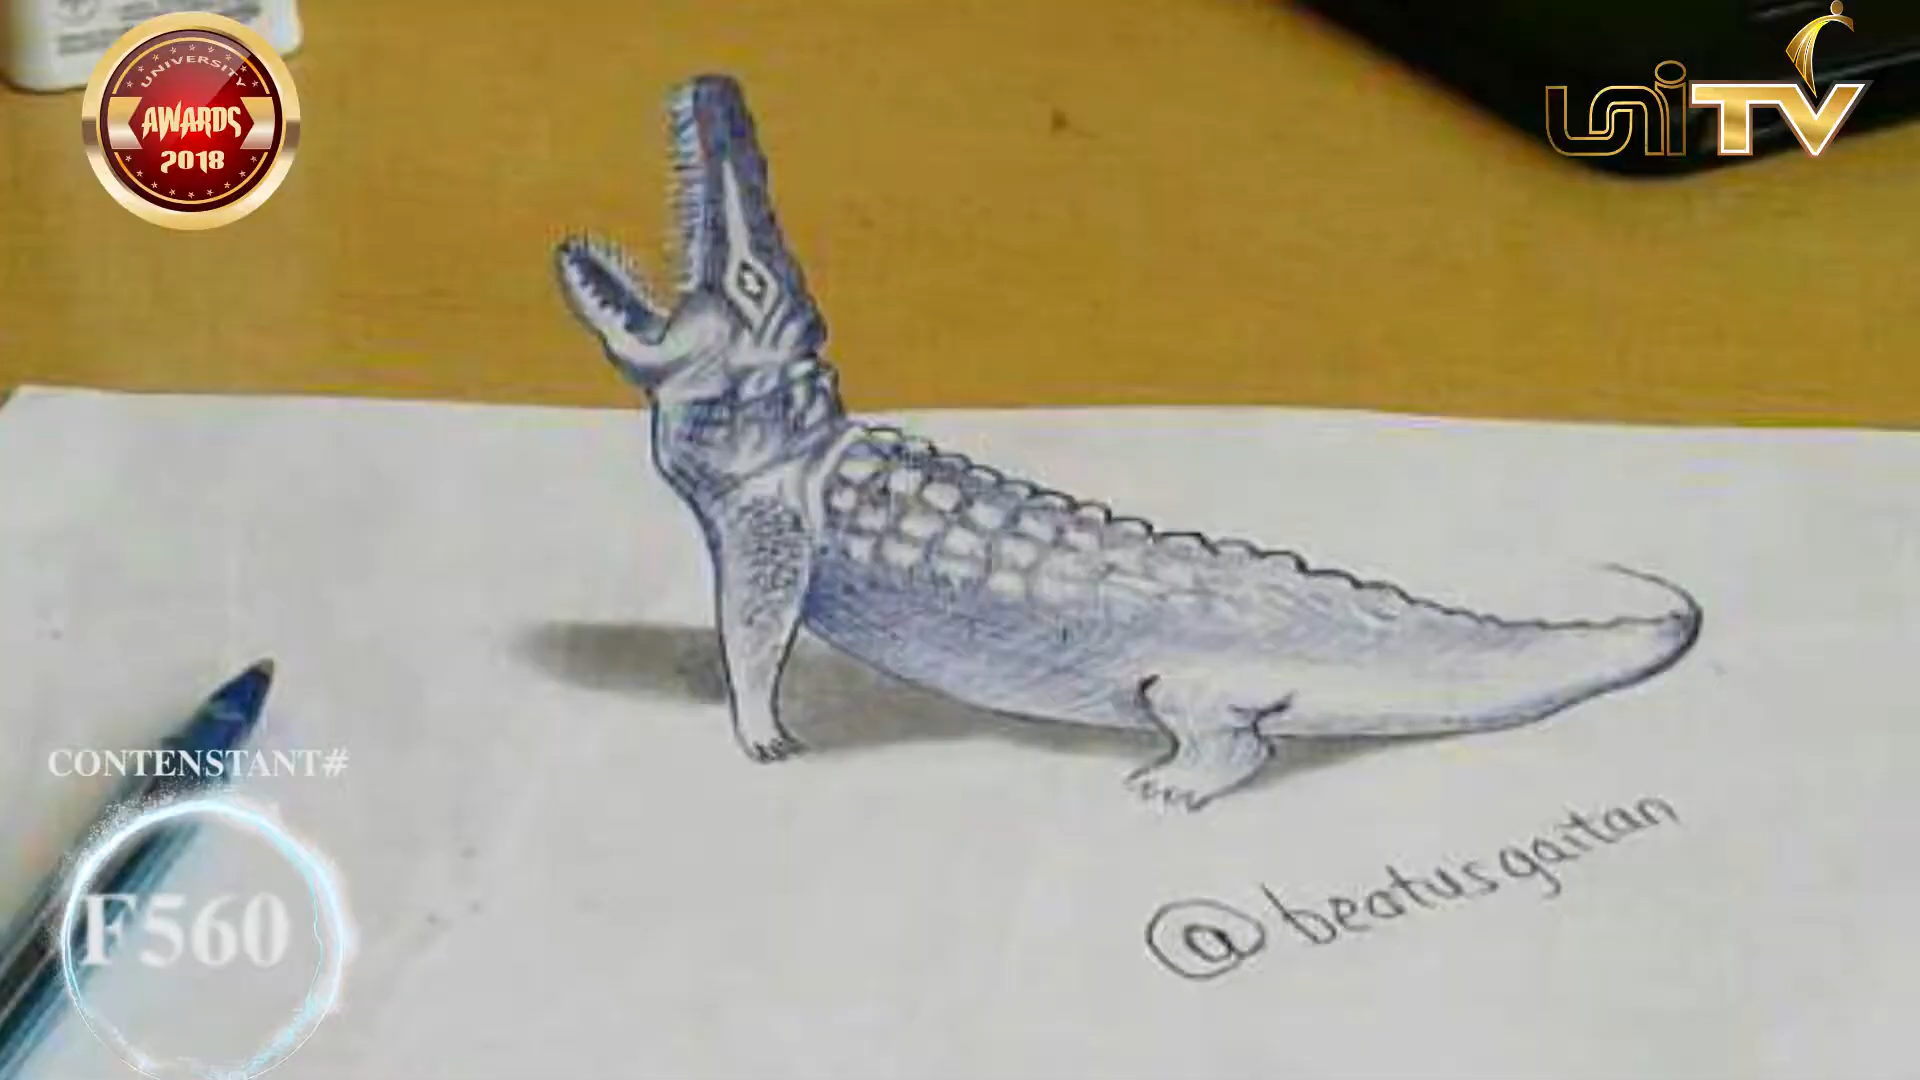 UNIVERSITY
AWARDS
2018
UNITV
CONTENSTANT#
F560
@beatusgaitan